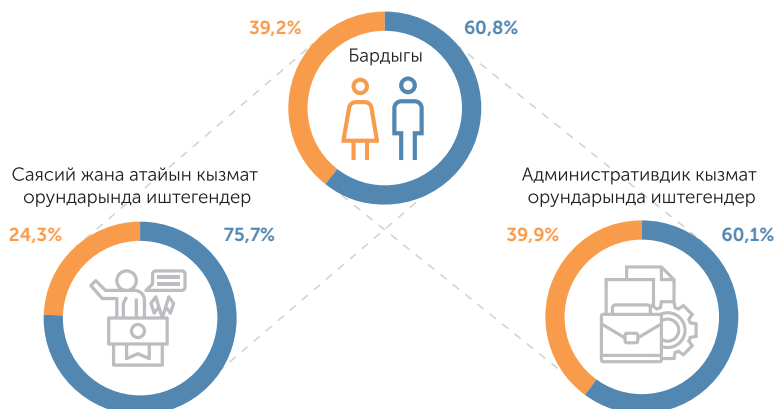 39,2%
60,8%
Бардыгы
Саясий жана атайын кызмат
орундарында иштегендер
24,3%
75,7%
Административдик кызмат
орундарында иштегендер
39,9%
60,1%